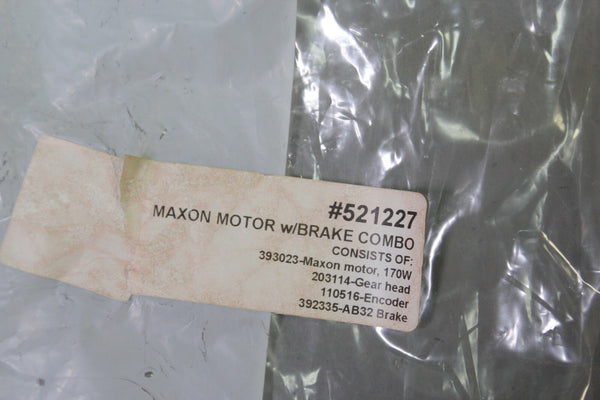 #521227
MAXON MOTOR w/BRAKE COMBO
CONSISTS OF:
393023-Maxon motor, 170W
203114-Gear head
110516-Encoder
392335-AB32 Brake